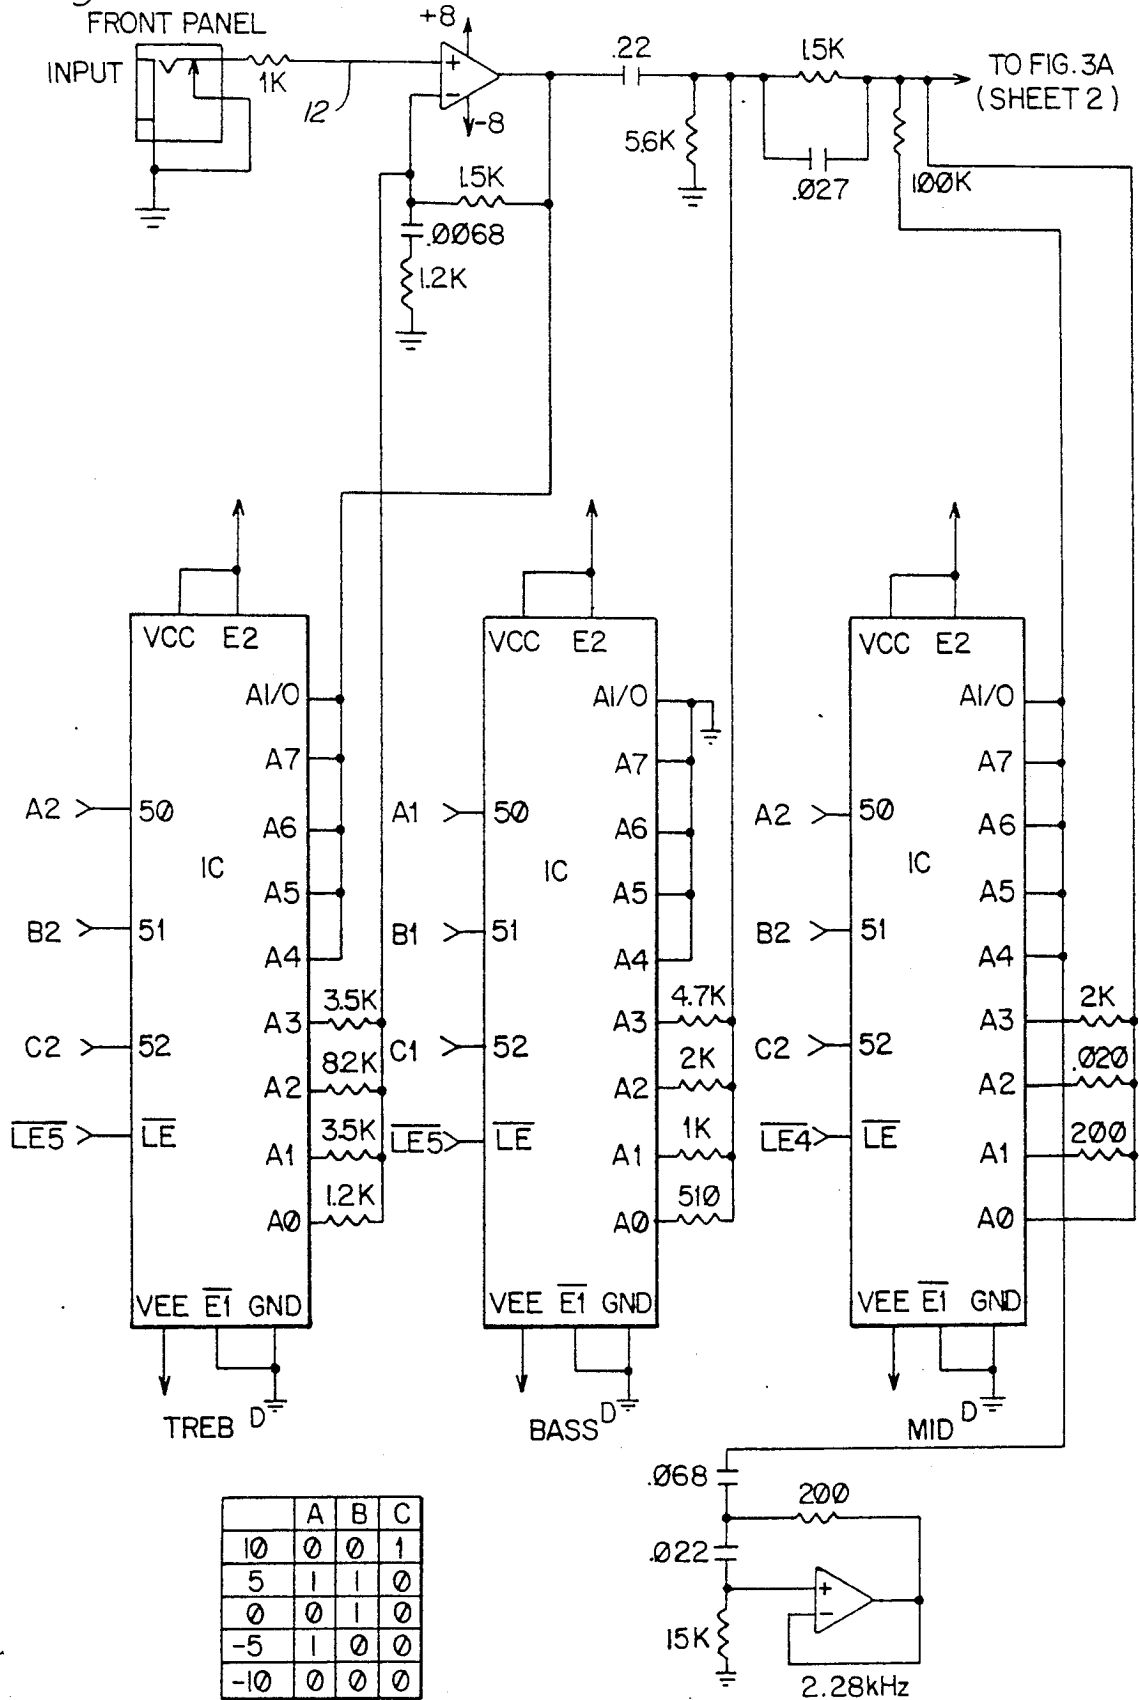 FRONT PANEL
INPUT
1K
12
+8
+
−
-8
.22
1.5K
TO FIG. 3A
(SHEET 2)
5.6K
.027
100K
1.5K
.0068
1.2K
VCC E2
A1/0
A7
A6
A5
A4
3.5K
A3
82K
A2
3.5K
A1
1.2K
A0
A2
50
IC
B2
51
C2
52
LE5
LE
VEE E1 GND
D
TREB
VCC E2
A1/0
A7
A6
A5
A4
4.7K
A3
2K
A2
1K
A1
510
A0
A1
50
IC
B1
51
C1
52
LE5
LE
VEE E1 GND
D
BASS
VCC E2
A1/0
A7
A6
A5
A4
2K
A3
.020
A2
200
A1
A0
A2
50
IC
B2
51
C2
52
LE4
LE
VEE E1 GND
D
MID
A B C
10 0 0 1
5 1 1 0
0 0 1 0
-5 1 0 0
-10 0 0 0
.068
200
.022
+
−
15K
2.28kHz